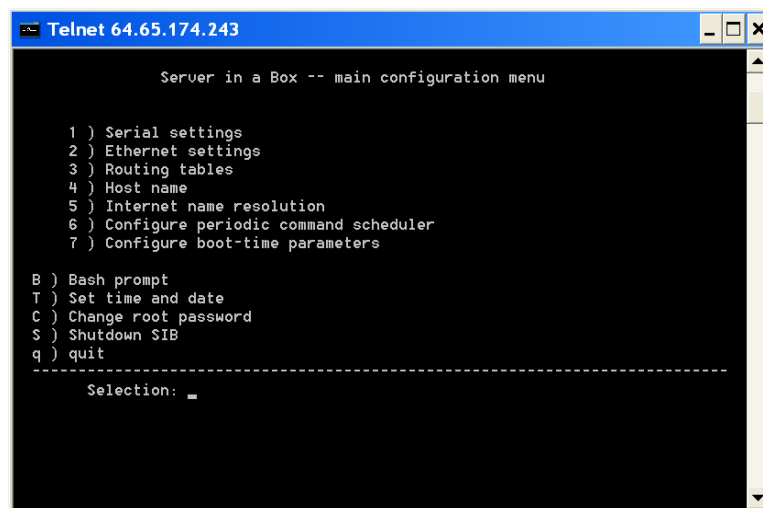 Telnet 64.65.174.243
Server in a Box -- main configuration menu
1 ) Serial settings
2 ) Ethernet settings
3 ) Routing tables
4 ) Host name
5 ) Internet name resolution
6 ) Configure periodic command scheduler
7 ) Configure boot-time parameters
B ) Bash prompt
T ) Set time and date
C ) Change root password
S ) Shutdown SIB
q ) quit
---------------------------------------------------------------------------
Selection: _